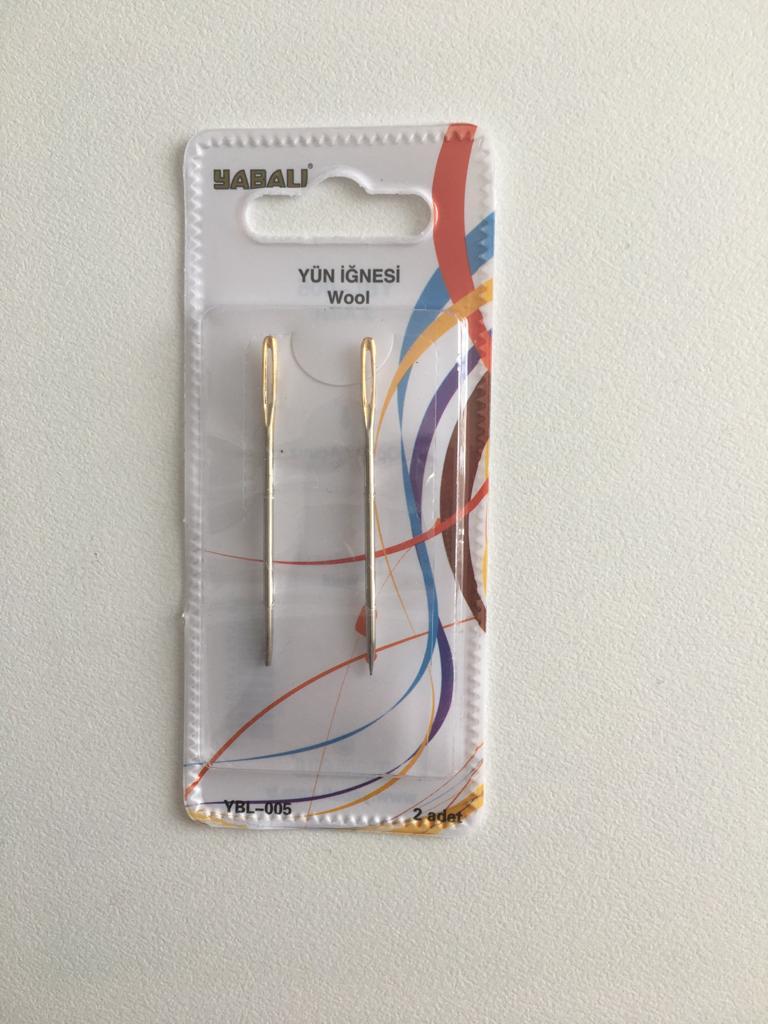 YABALI®
YÜN İĞNESİ
Wool
YBL-005
2 adet